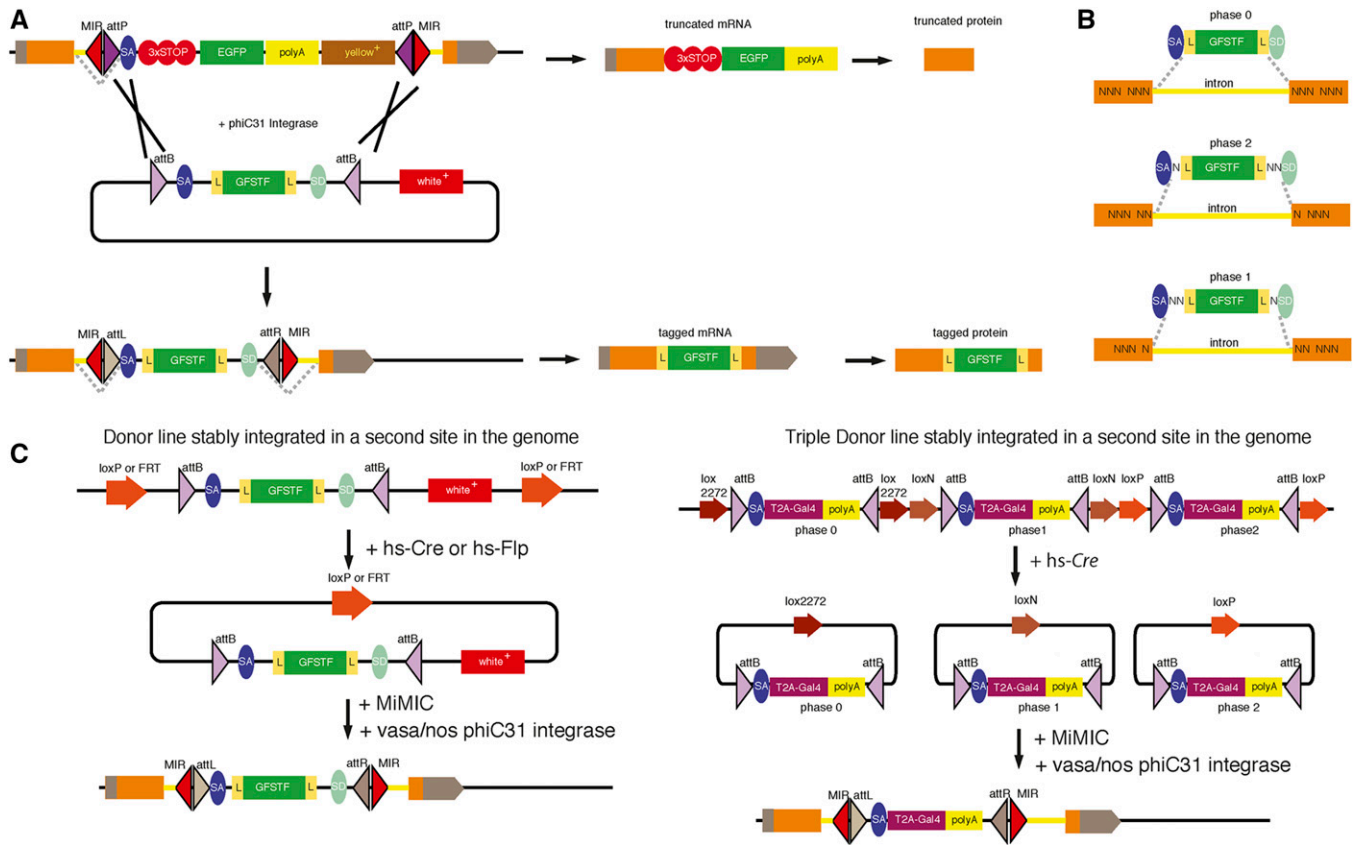 A
MIR attP
attP MIR
SA 3xSTOP EGFP polyA yellow+
truncated mRNA
3xSTOP EGFP polyA
truncated protein
+ phiC31 Integrase
attB
attB
SA L GFSTF L SD white+
MIR attL
attR MIR
SA L GFSTF L SD
tagged mRNA
L GFSTF L
tagged protein
L GFSTF L
B
phase 0
SA L GFSTF L SD
intron
NNN NNN NNN NNN
phase 2
SA N L GFSTF L NN SD
intron
NNN NN N NNN
phase 1
SA NN L GFSTF L N SD
intron
NNN N NN NNN
C
Donor line stably integrated in a second site in the genome
loxP or FRT attB attB loxP or FRT
SA L GFSTF L SD white+
+ hs-Cre or hs-Flp
loxP or FRT
attB attB
SA L GFSTF L SD white+
+ MiMIC
+ vasa/nos phiC31 integrase
MIR attL attR MIR
SA L GFSTF L SD
Triple Donor line stably integrated in a second site in the genome
lox 2272 attB attB lox 2272 loxN attB attB loxN loxP attB attB loxP
SA T2A-Gal4 polyA SA T2A-Gal4 polyA SA T2A-Gal4 polyA
phase 0 phase1 phase2
+ hs-Cre
lox2272 loxN loxP
attB attB attB attB attB attB
SA T2A-Gal4 polyA SA T2A-Gal4 polyA SA T2A-Gal4 polyA
phase 0 phase 1 phase 2
+ MiMIC
+ vasa/nos phiC31 integrase
MIR attL attR MIR
SA T2A-Gal4 polyA